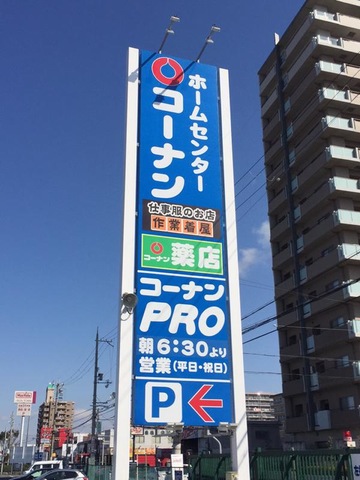 ホームセンター
コーナン
仕事服のお店
作業着屋
コーナン 薬店
コーナン
PRO
朝6:30より
営業(平日・祝日)
P